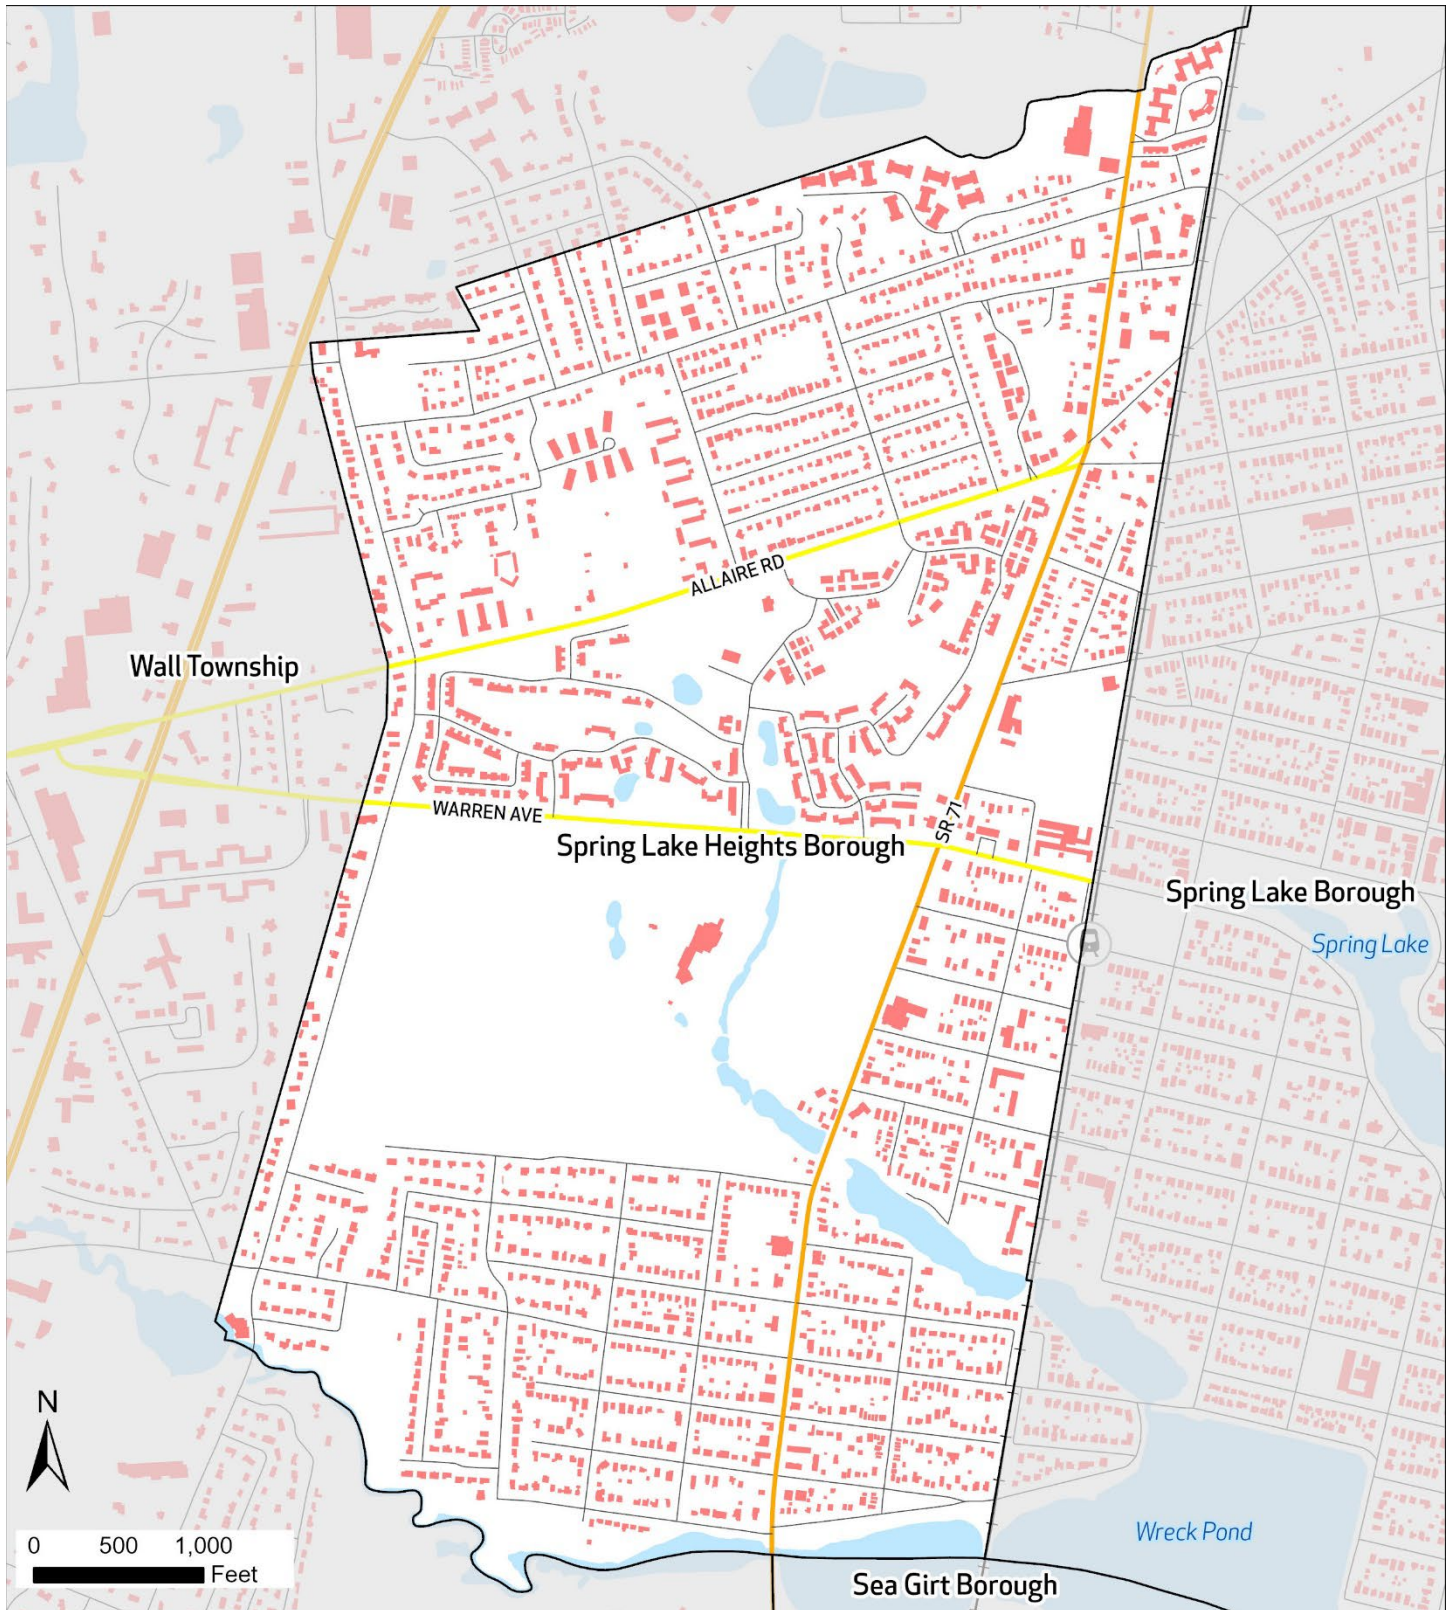 ALLAIRE RD
Wall Township
WARREN AVE
SR-71
Spring Lake Heights Borough
Spring Lake Borough
Spring Lake
N
Wreck Pond
0 500 1,000
Feet
Sea Girt Borough